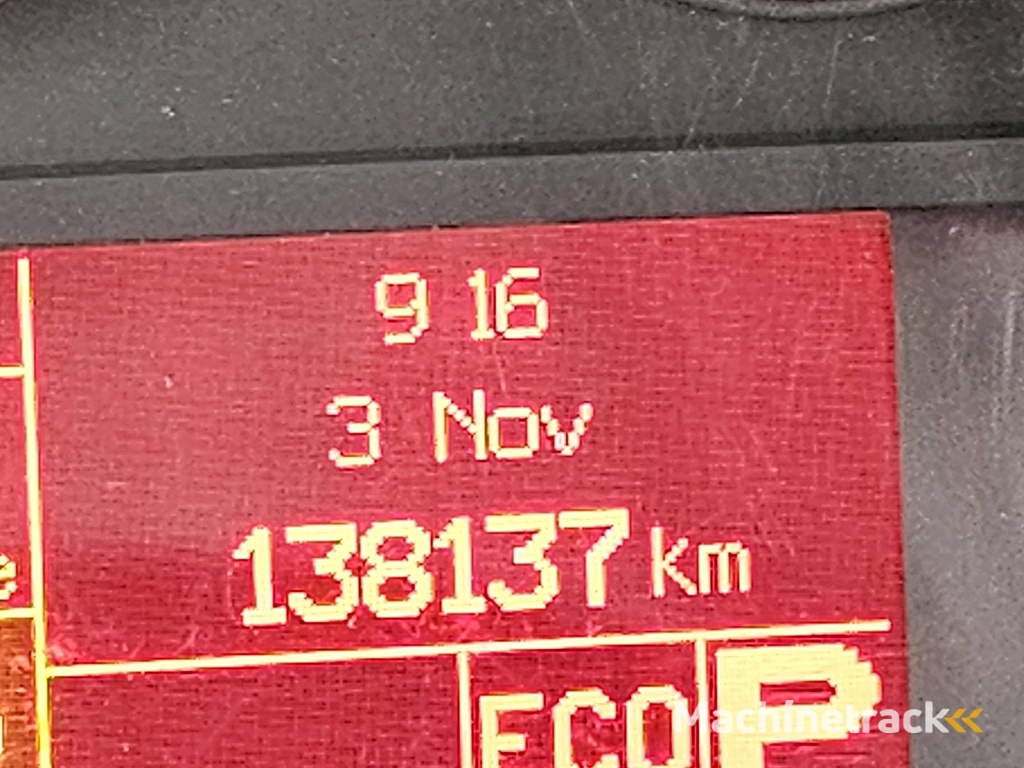 9 16
3 Nov
138137 km
ECO P
Machinetrack